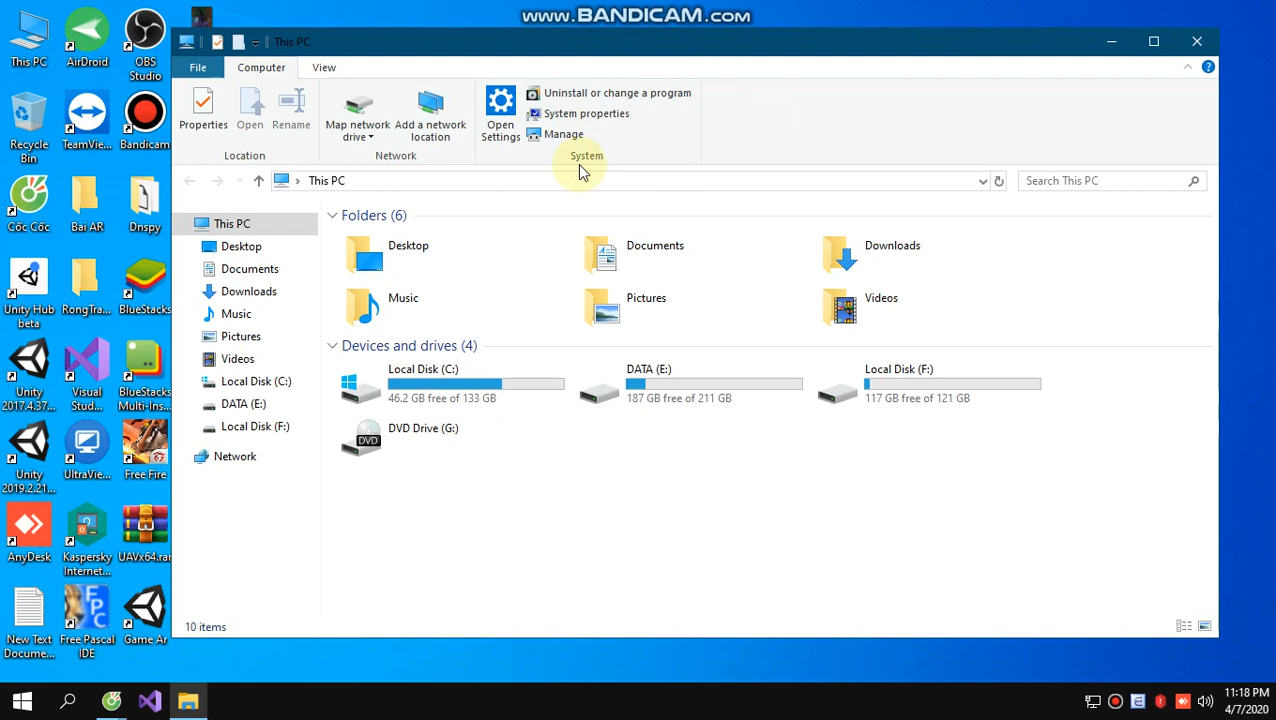 www.BANDICAM.com
This PC
File
Computer
View
Properties
Open
Rename
Location
Map network
drive
Add a network
location
Network
Open
Settings
Uninstall or change a program
System properties
Manage
System
This PC
Search This PC
This PC
Desktop
Documents
Downloads
Music
Pictures
Videos
Local Disk (C:)
DATA (E:)
Local Disk (F:)
Network
Folders (6)
Desktop
Documents
Downloads
Music
Pictures
Videos
Devices and drives (4)
Local Disk (C:)
46.2 GB free of 133 GB
DATA (E:)
187 GB free of 211 GB
Local Disk (F:)
117 GB free of 121 GB
DVD
DVD Drive (G:)
10 items
This PC
AirDroid
OBS
Studio
Recycle
Bin
TeamVie...
Bandicam
Cốc Cốc
Bai AR
Dnspy
Unity Hub
beta
RongTra...
BlueStacks
Unity
2017.4.37...
Visual
Stud...
BlueStacks
Multi-Ins...
Unity
2019.2.21...
UltraVie...
Free Fire
AnyDesk
Kaspersky
Internet...
UAVx64.rar
New Text
Docume...
Free Pascal
IDE
Game Ar
11:18 PM
4/7/2020